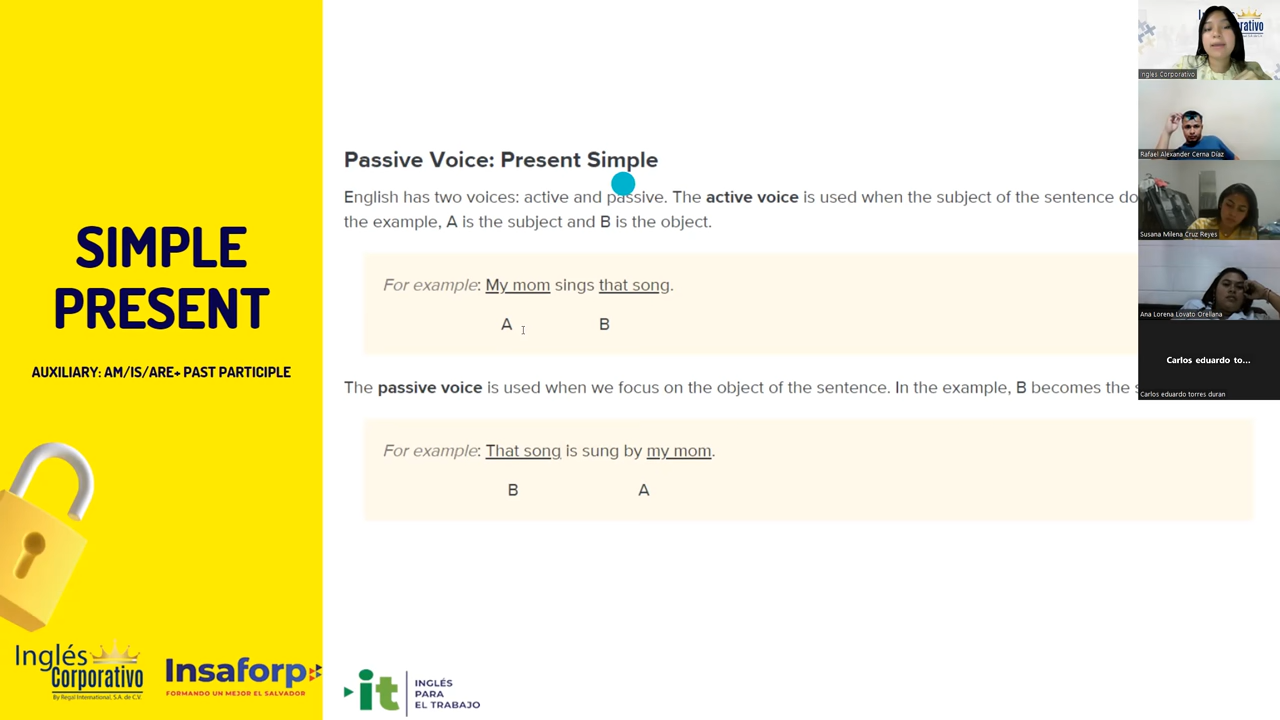 SIMPLE
PRESENT
AUXILIARY: AM/IS/ARE+ PAST PARTICIPLE
Inglés
Corporativo
By Regal International, S.A. de C.V.
Insaforp
FORMANDO UN MEJOR EL SALVADOR
Passive Voice: Present Simple
English has two voices: active and passive. The active voice is used when the subject of the sentence do
the example, A is the subject and B is the object.
For example: My mom sings that song.
A B
The passive voice is used when we focus on the object of the sentence. In the example, B becomes the s
For example: That song is sung by my mom.
B A
it
INGLÉS
PARA
EL TRABAJO
Inglés Corporativo
Rafael Alexander Cerna Díaz
Susana Milena Cruz Reyes
Ana Lorena Lovato Orellana
Carlos eduardo to...
Carlos eduardo torres duran